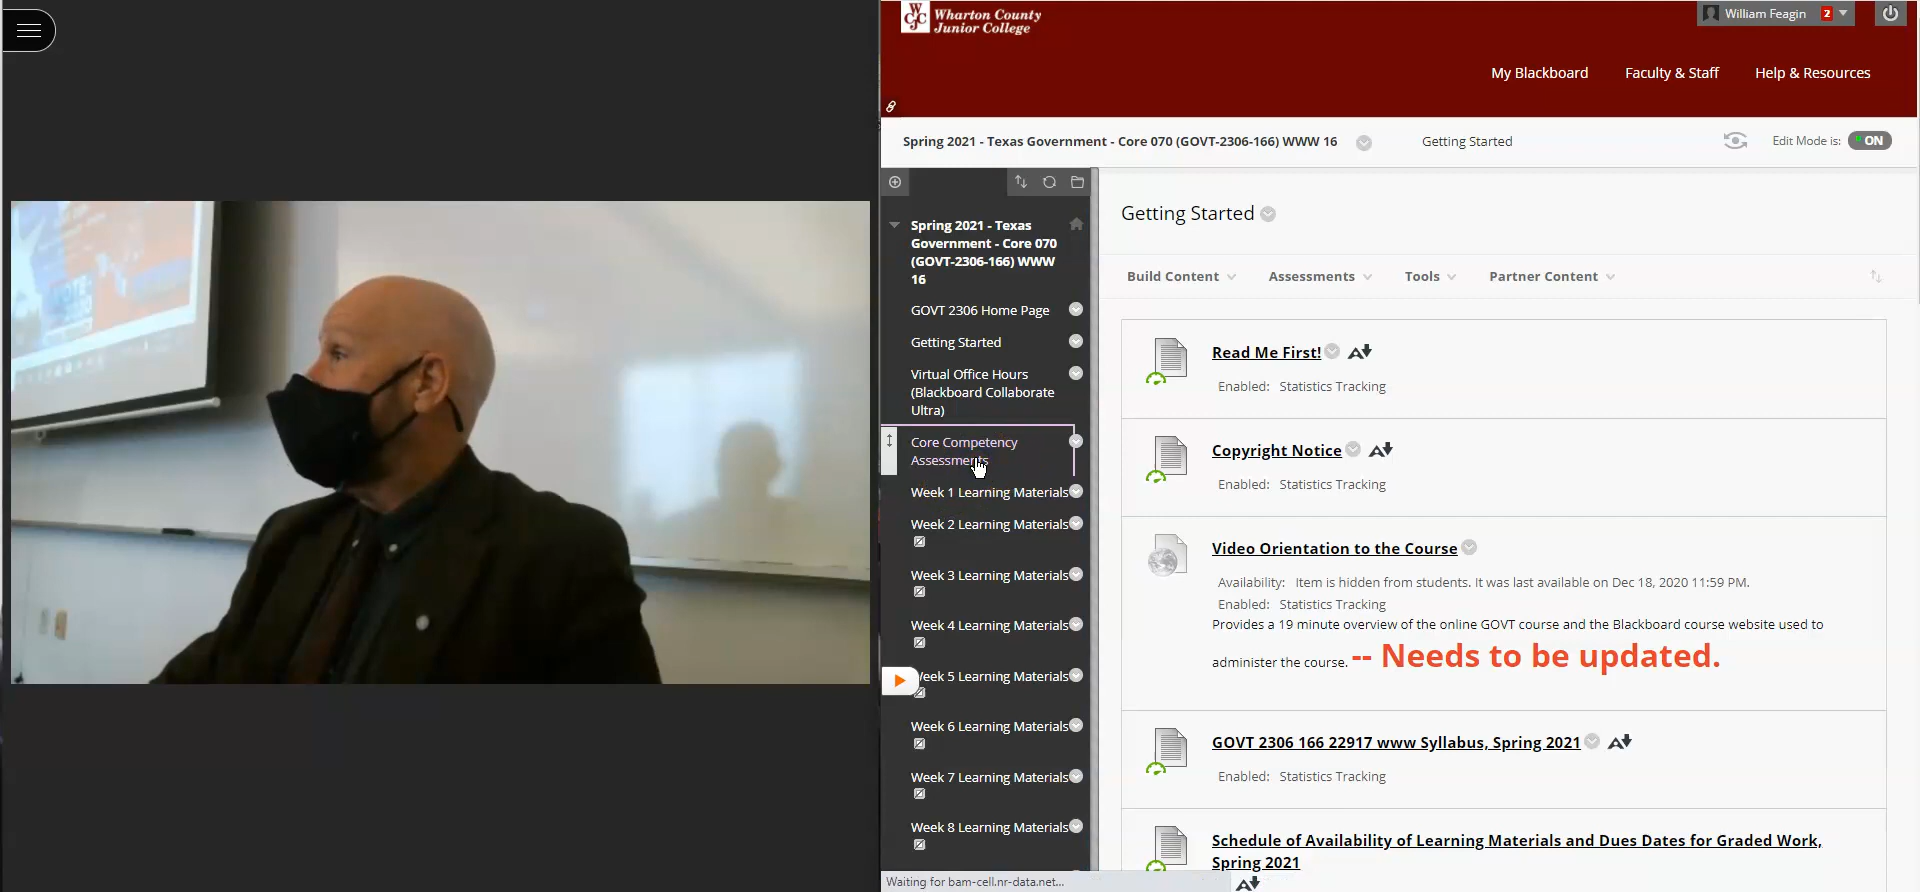 Wharton County
Junior College
William Feagin 2
My Blackboard Faculty & Staff Help & Resources
Spring 2021 - Texas Government - Core 070 (GOVT-2306-166) WWW 16
Getting Started
Edit Mode is: ON
Spring 2021 - Texas
Government - Core 070
(GOVT-2306-166) WWW
16
GOVT 2306 Home Page
Getting Started
Virtual Office Hours
(Blackboard Collaborate
Ultra)
Core Competency
Assessments
Week 1 Learning Materials
Week 2 Learning Materials
Week 3 Learning Materials
Week 4 Learning Materials
Week 5 Learning Materials
Week 6 Learning Materials
Week 7 Learning Materials
Week 8 Learning Materials
Getting Started
Build Content Assessments Tools Partner Content
Read Me First!
Enabled: Statistics Tracking
Copyright Notice
Enabled: Statistics Tracking
Video Orientation to the Course
Availability: Item is hidden from students. It was last available on Dec 18, 2020 11:59 PM.
Enabled: Statistics Tracking
Provides a 19 minute overview of the online GOVT course and the Blackboard course website used to
administer the course. -- Needs to be updated.
GOVT 2306 166 22917 www Syllabus, Spring 2021
Enabled: Statistics Tracking
Schedule of Availability of Learning Materials and Dues Dates for Graded Work,
Spring 2021
Waiting for bam-cell.nr-data.net...